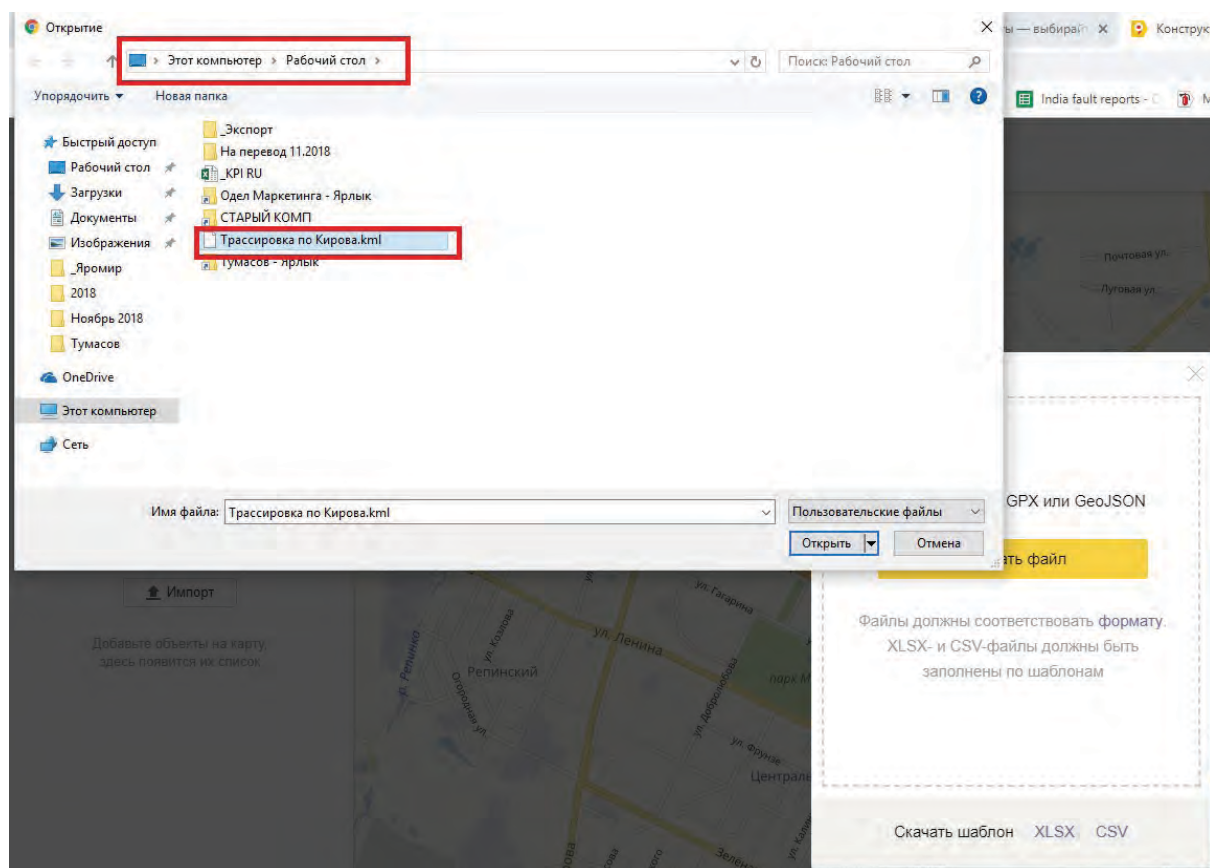 Открытие
ы — выбирай
Конструк
Этот компьютер > Рабочий стол >
Поиск: Рабочий стол
Упорядочить
Новая папка
India fault reports -
Быстрый доступ
Рабочий стол
Загрузки
Документы
Изображения
_Яромир
2018
Ноябрь 2018
Тумасов
OneDrive
Этот компьютер
Сеть
_Экспорт
На перевод 11.2018
_KPI RU
Одел Маркетинга - Ярлык
СТАРЫЙ КОМП
Трассировка по Кирова.kml
Тумасов - Ярлык
Почтовая ул.
Луговая ул.
Имя файла: Трассировка по Кирова.kml
Пользовательские файлы
Открыть
Отмена
GPX или GeoJSON
ать файл
Файлы должны соответствовать формату.
XLSX- и CSV-файлы должны быть
заполнены по шаблонам
Скачать шаблон XLSX CSV
Импорт
Добавьте объекты на карту,
здесь появится их список
р. Репинка
ул. Козлова
Репинский
Огородная ул.
ул. Ленина
ул. Гагарина
ул. Добролюбова
парк М
ул. Фрунзе
Централь